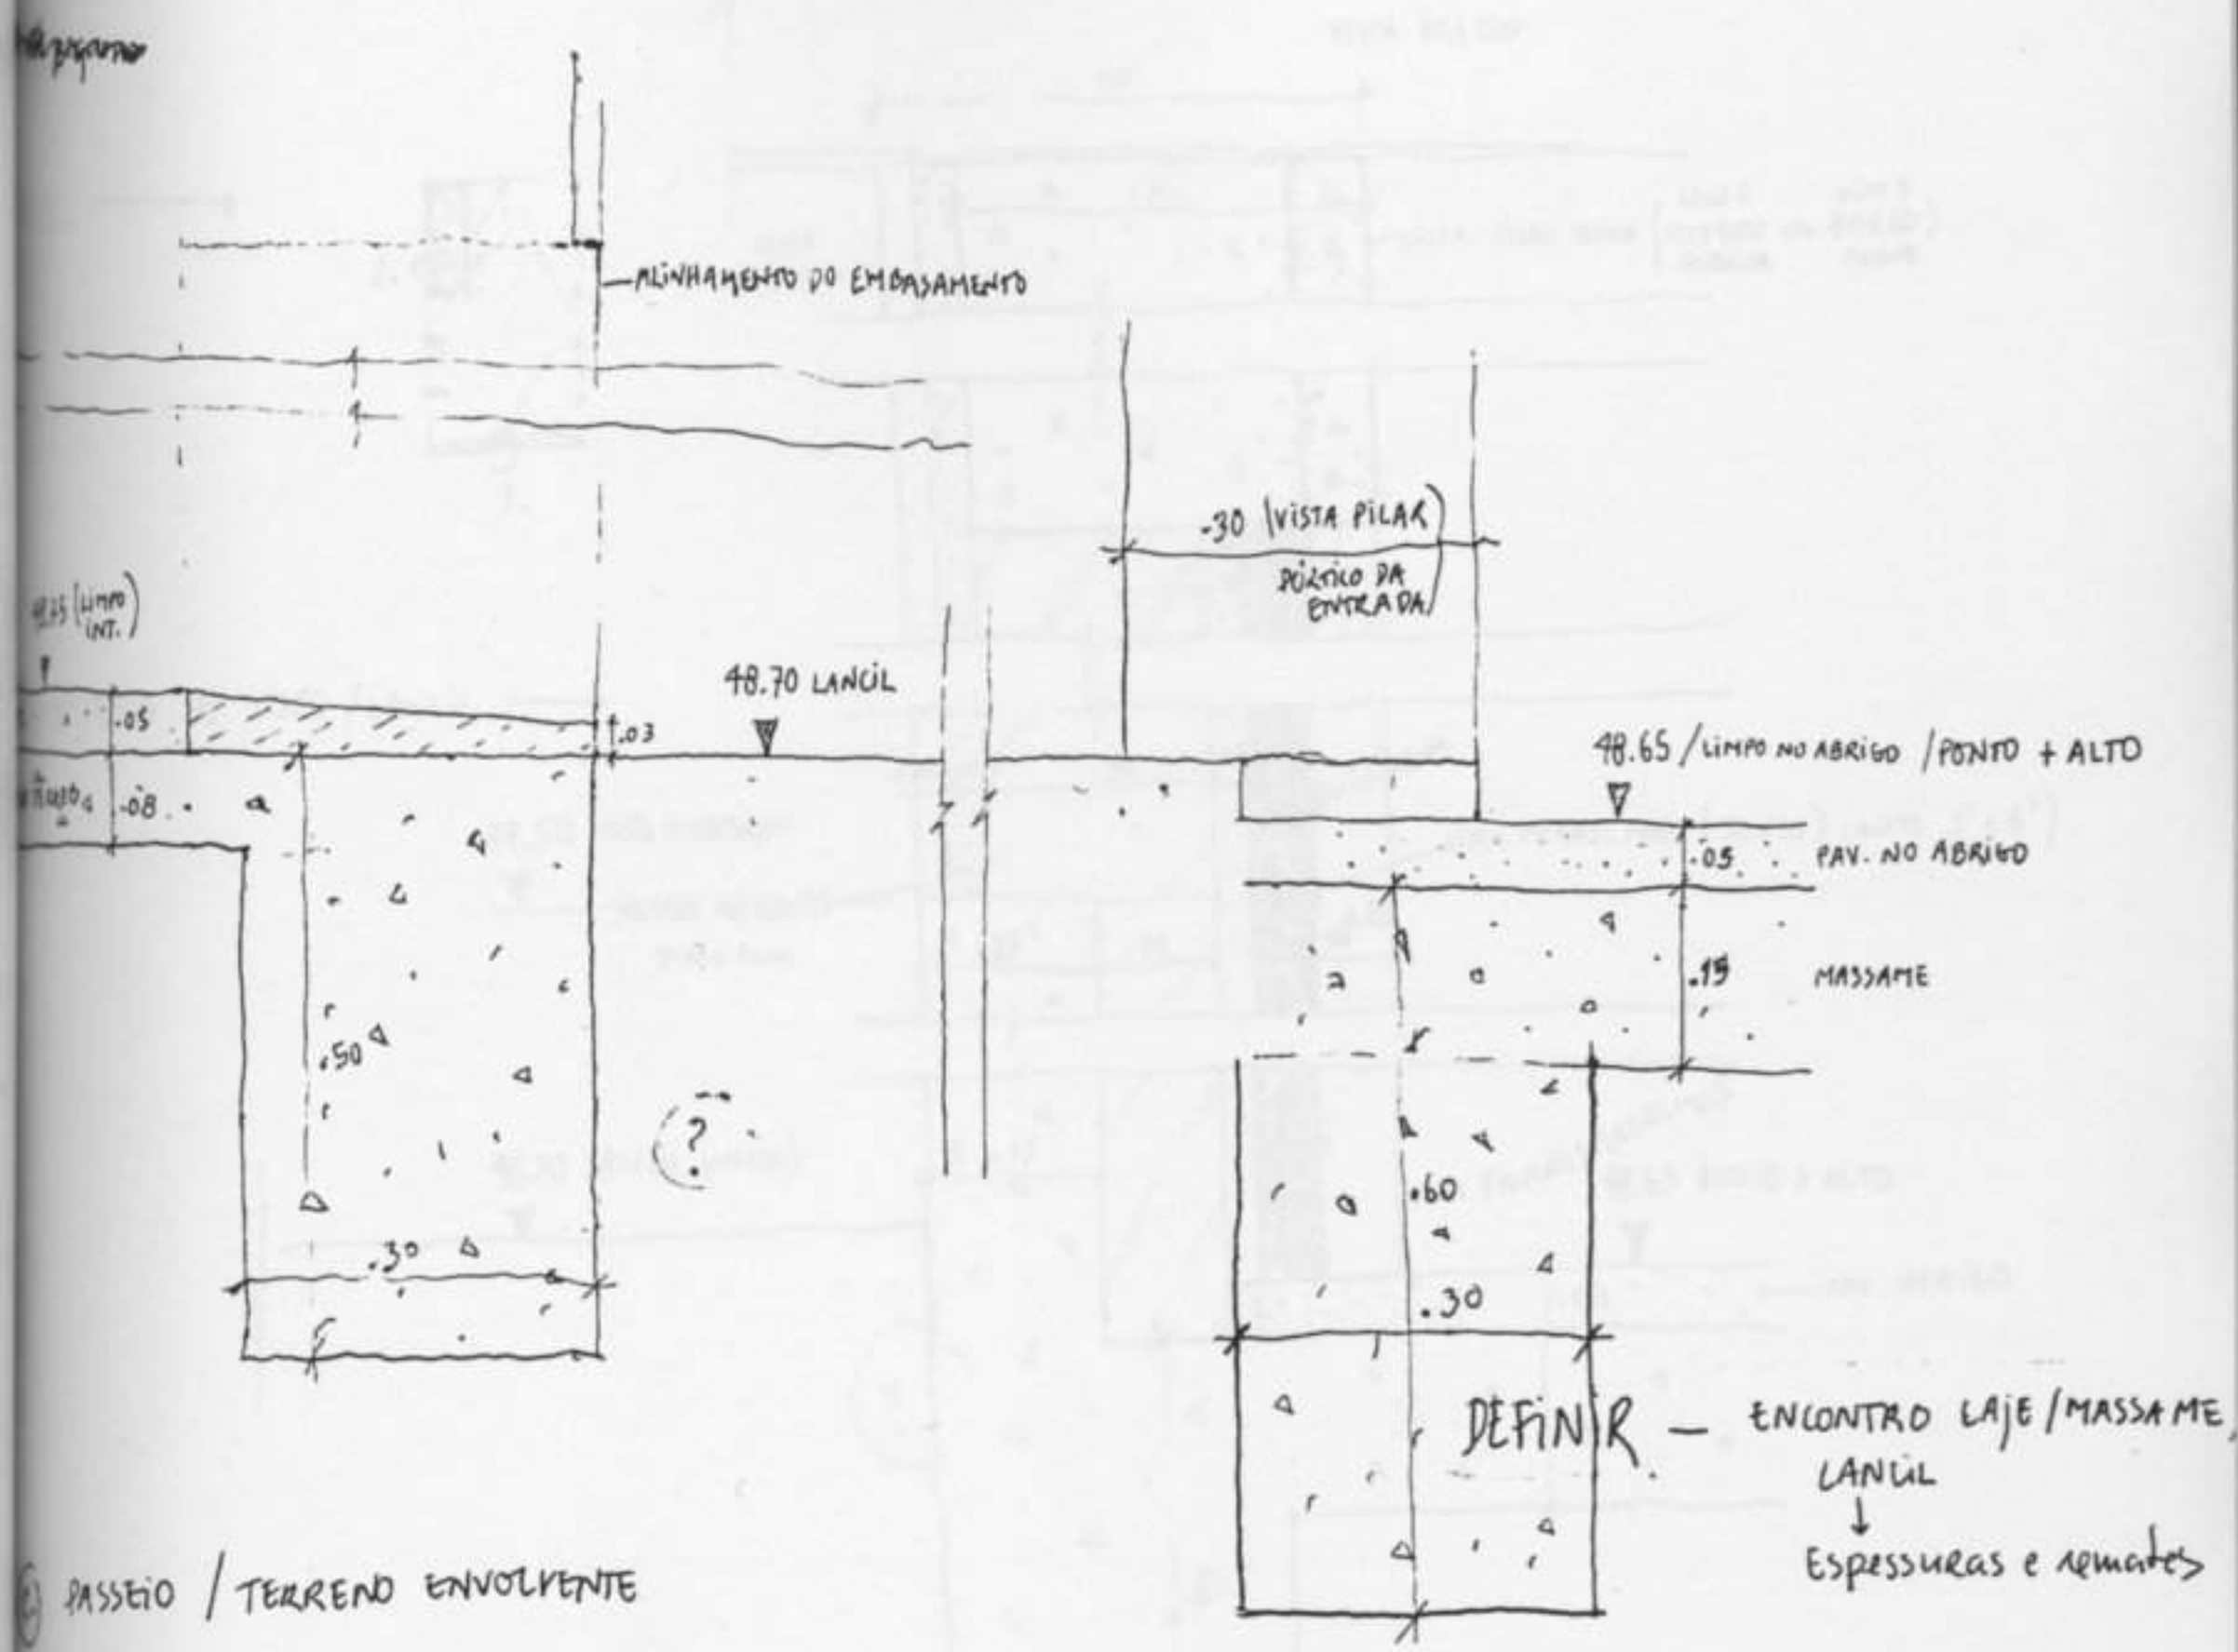 ALINHAMENTO DO EMBASAMENTO
-30 (VISTA PILAR)
PÓRTICO DA
ENTRADA
(LIMPO
INT.)
48.70 LANCIL
.05
.03
48.65 / LIMPO NO ABRIGO / PONTO + ALTO
.08
.05
PAV. NO ABRIGO
.15
MASSAME
.50
?
.60
.30
.30
DEFINIR — ENCONTRO LAJE/MASSAME,
LANCIL
↓
Espessuras e remates
PASSEIO / TERRENO ENVOLVENTE